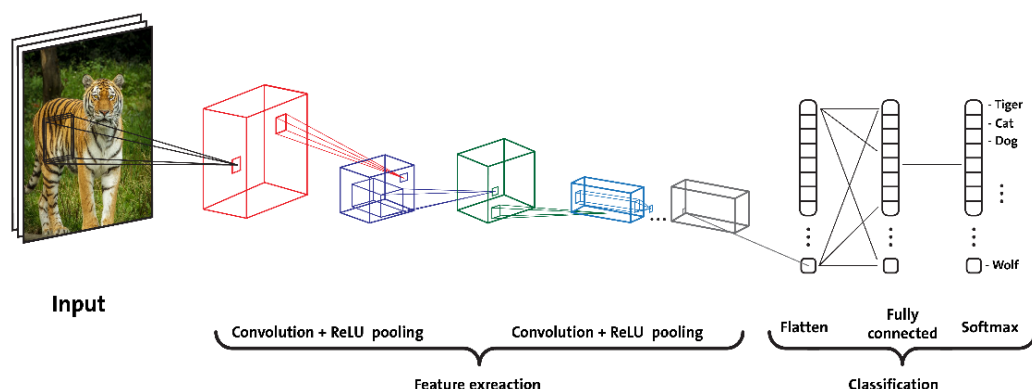 - Tiger
- Cat
- Dog
- Wolf
Input
Convolution + ReLU pooling
Convolution + ReLU pooling
Flatten
Fully
connected
Softmax
Feature exreaction
Classification